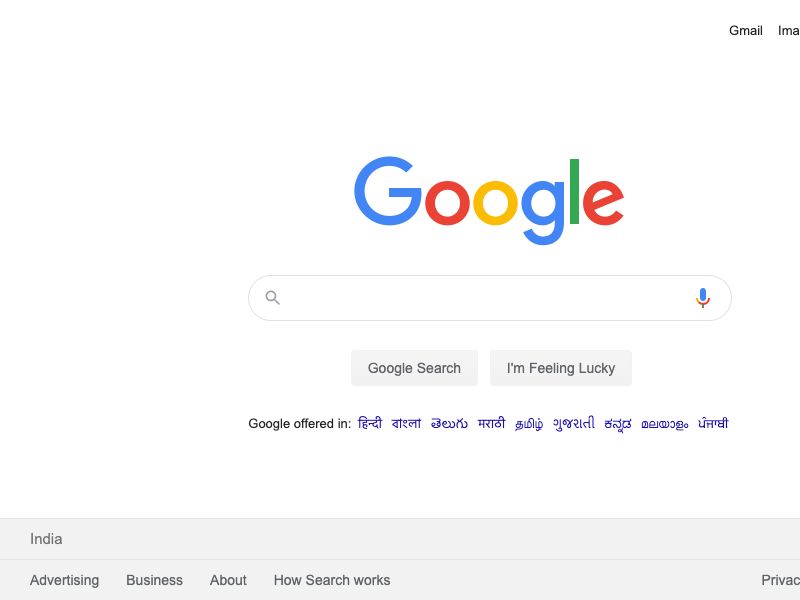 Gmail Ima
Google
Google Search I'm Feeling Lucky
Google offered in: हिन्दी বাংলা తెలుగు मराठी தமிழ் ગુજરાતી ಕನ್ನಡ മലയാളം ਪੰਜਾਬੀ
India
Advertising Business About How Search works Privac